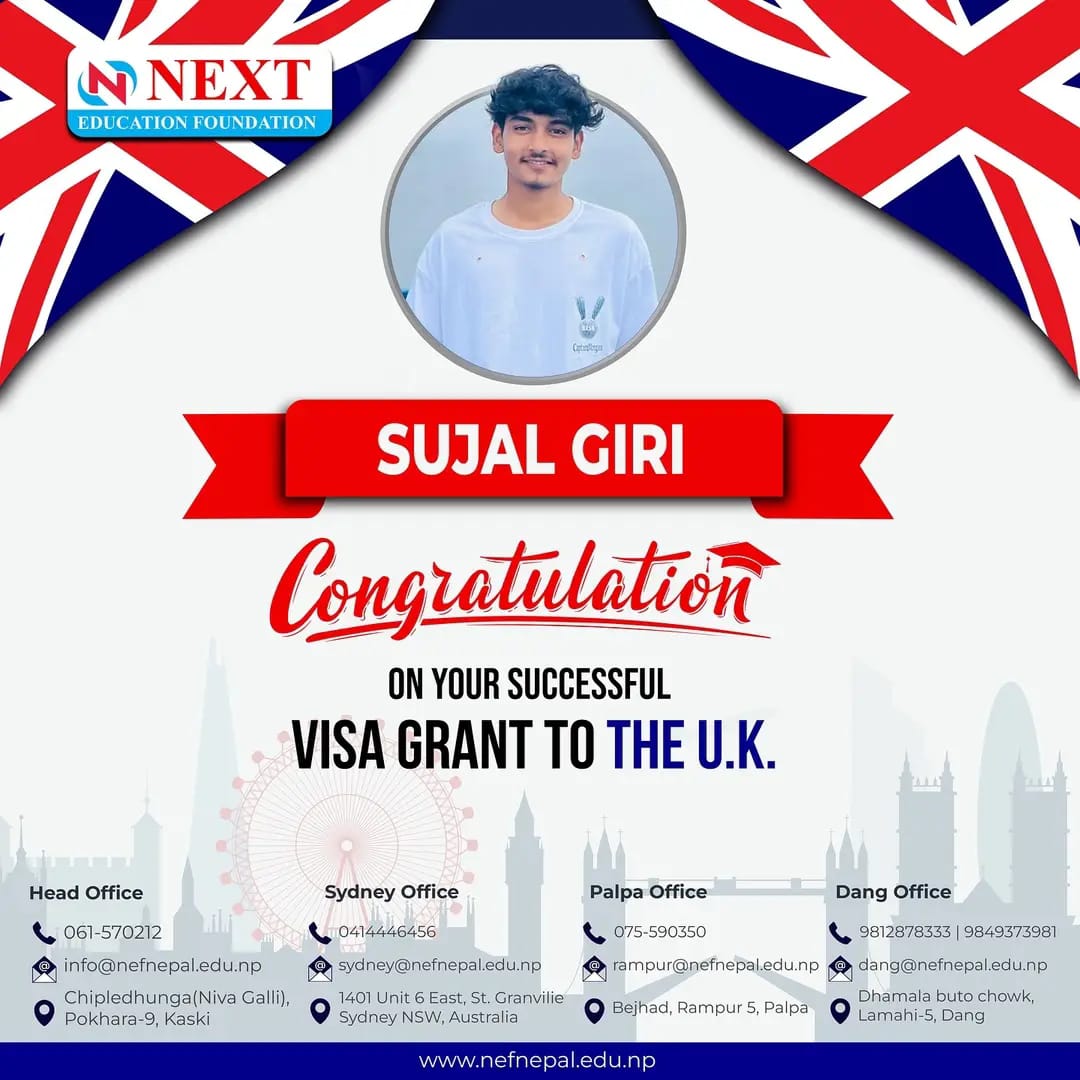 NEXT
EDUCATION FOUNDATION
SUJAL GIRI
Congratulation
ON YOUR SUCCESSFUL
VISA GRANT TO THE U.K.
Head Office
061-570212
info@nefnepal.edu.np
Chipledhunga(Niva Galli),
Pokhara-9, Kaski
Sydney Office
0414446456
sydney@nefnepal.edu.np
1401 Unit 6 East, St. Granvilie
Sydney NSW, Australia
Palpa Office
075-590350
rampur@nefnepal.edu.np
Bejhad, Rampur 5, Palpa
Dang Office
9812878333 | 9849373981
dang@nefnepal.edu.np
Dhamala buto chowk,
Lamahi-5, Dang
www.nefnepal.edu.np